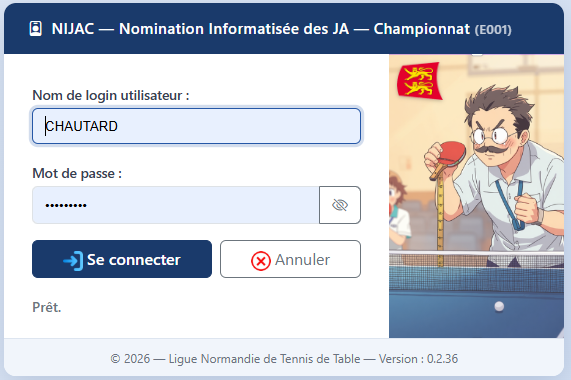 NIJAC — Nomination Informatisée des JA — Championnat (E001)
Nom de login utilisateur :
CHAUTARD
Mot de passe :
•••••••••
Se connecter
Annuler
Prêt.
© 2026 — Ligue Normandie de Tennis de Table — Version : 0.2.36